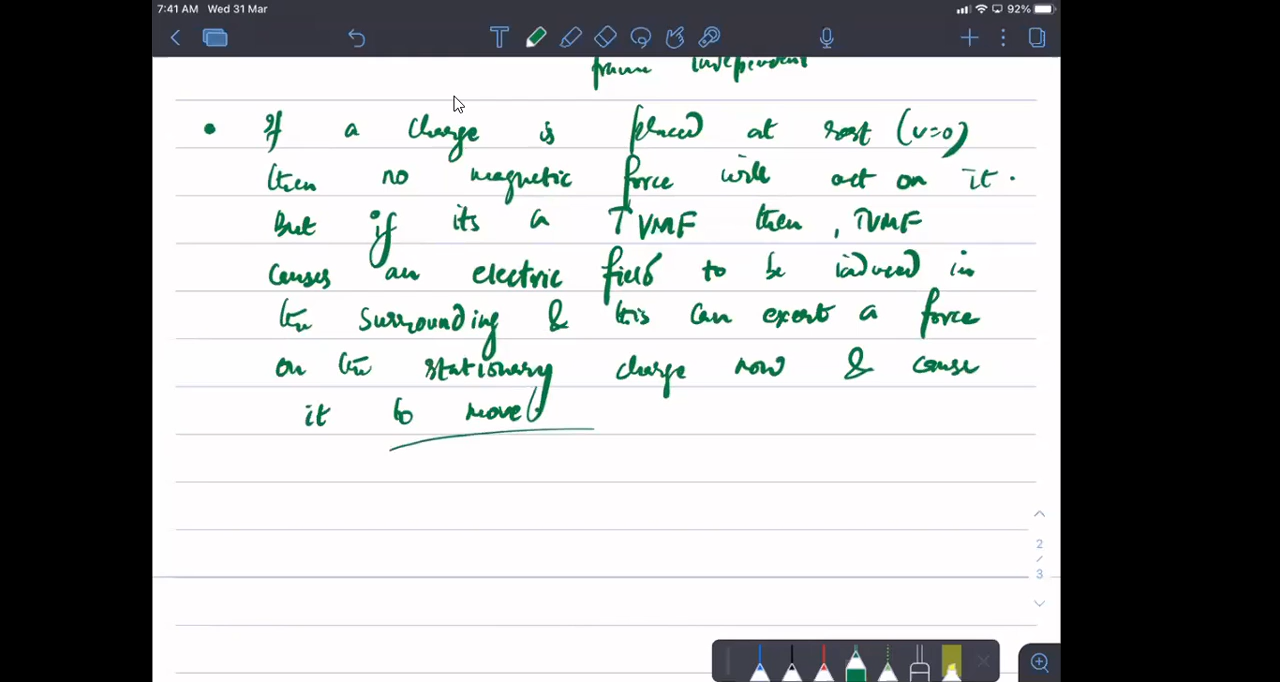 7:41 AM Wed 31 Mar
92%
frame independent
• If a charge is placed at rest (v=0)
then no magnetic force will act on it.
But if its a TVMF then, TVMF
causes an electric field to be induced in
the surrounding & this can exert a force
on the stationary charge now & cause
it to move
2
3